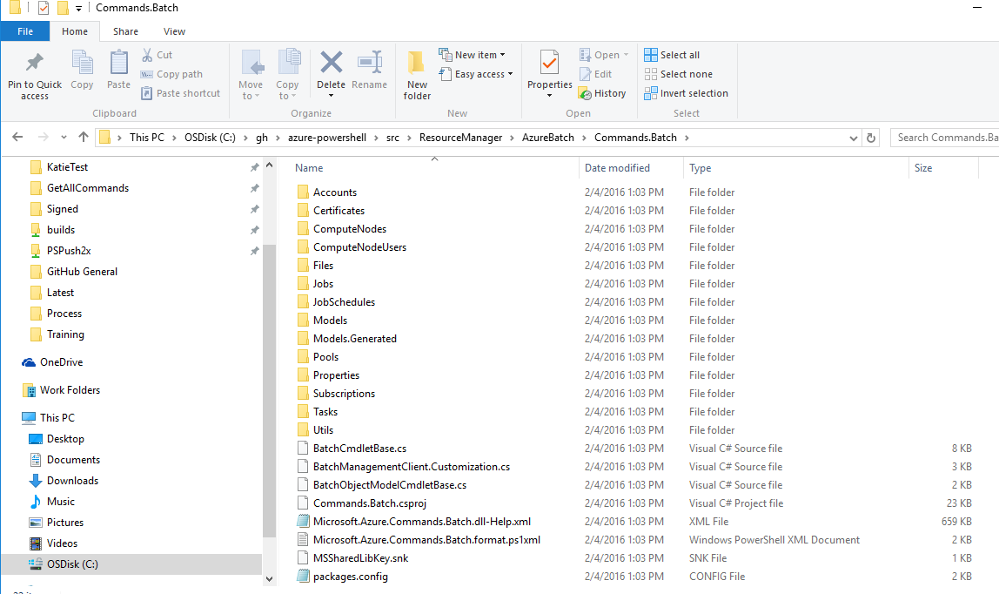 Commands.Batch
File Home Share View
Pin to Quick access
Copy
Paste
Cut
Copy path
Paste shortcut
Clipboard
Move to
Copy to
Delete
Rename
Organize
New folder
New item
Easy access
New
Properties
Open
Edit
History
Open
Select all
Select none
Invert selection
Select
This PC > OSDisk (C:) > gh > azure-powershell > src > ResourceManager > AzureBatch > Commands.Batch >
Search Commands.Ba
KatieTest
GetAllCommands
Signed
builds
PSPush2x
GitHub General
Latest
Process
Training
OneDrive
Work Folders
This PC
Desktop
Documents
Downloads
Music
Pictures
Videos
OSDisk (C:)
Name Date modified Type Size
Accounts 2/4/2016 1:03 PM File folder
Certificates 2/4/2016 1:03 PM File folder
ComputeNodes 2/4/2016 1:03 PM File folder
ComputeNodeUsers 2/4/2016 1:03 PM File folder
Files 2/4/2016 1:03 PM File folder
Jobs 2/4/2016 1:03 PM File folder
JobSchedules 2/4/2016 1:03 PM File folder
Models 2/4/2016 1:03 PM File folder
Models.Generated 2/4/2016 1:03 PM File folder
Pools 2/4/2016 1:03 PM File folder
Properties 2/4/2016 1:03 PM File folder
Subscriptions 2/4/2016 1:03 PM File folder
Tasks 2/4/2016 1:03 PM File folder
Utils 2/4/2016 1:03 PM File folder
BatchCmdletBase.cs 2/4/2016 1:03 PM Visual C# Source file 8 KB
BatchManagementClient.Customization.cs 2/4/2016 1:03 PM Visual C# Source file 3 KB
BatchObjectModelCmdletBase.cs 2/4/2016 1:03 PM Visual C# Source file 2 KB
Commands.Batch.csproj 2/4/2016 1:03 PM Visual C# Project file 23 KB
Microsoft.Azure.Commands.Batch.dll-Help.xml 2/4/2016 1:03 PM XML File 659 KB
Microsoft.Azure.Commands.Batch.format.ps1xml 2/4/2016 1:03 PM Windows PowerShell XML Document 2 KB
MSSharedLibKey.snk 2/4/2016 1:03 PM SNK File 1 KB
packages.config 2/4/2016 1:03 PM CONFIG File 2 KB